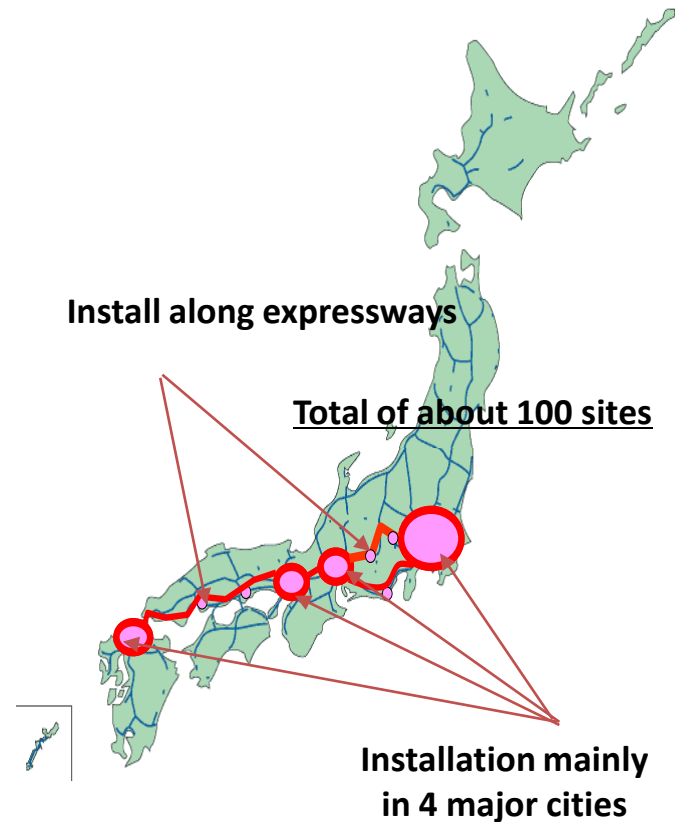 Install along expressways
Total of about 100 sites
Installation mainly
in 4 major cities